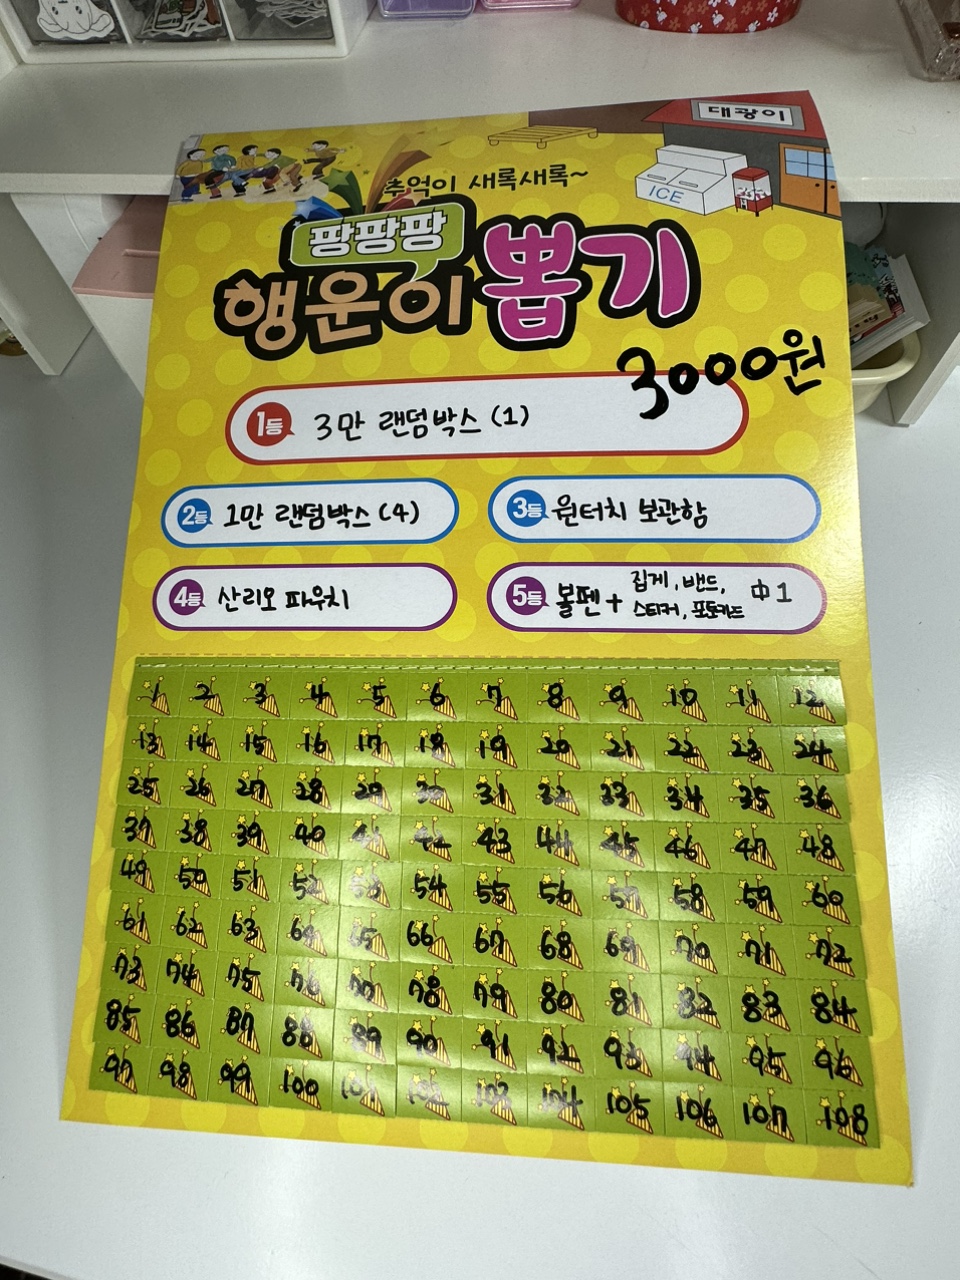 대광이
추억이 새록새록~
ICE
팡팡팡
행운이 뽑기
3000원
1등 3만 랜덤박스 (1)
2등 1만 랜덤박스 (4)
3등 원터치 보관함
4등 산리오 파우치
5등 볼펜 + 집게, 밴드, 스티커, 포토카드 中 1
1 2 3 4 5 6 7 8 9 10 11 12
13 14 15 16 17 18 19 20 21 22 23 24
25 26 27 28 29 30 31 32 33 34 35 36
37 38 39 40 41 42 43 44 45 46 47 48
49 50 51 52 53 54 55 56 57 58 59 60
61 62 63 64 65 66 67 68 69 70 71 72
73 74 75 76 77 78 79 80 81 82 83 84
85 86 87 88 89 90 91 92 93 94 95 96
97 98 99 100 101 102 103 104 105 106 107 108